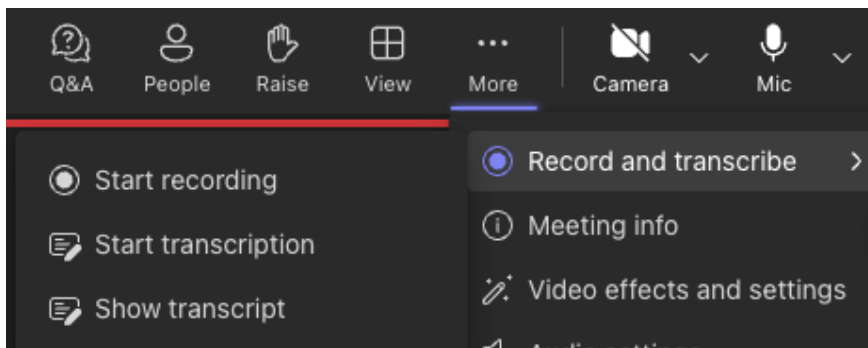 Q&A People Raise View More Camera Mic
Start recording
Start transcription
Show transcript
Record and transcribe
Meeting info
Video effects and settings